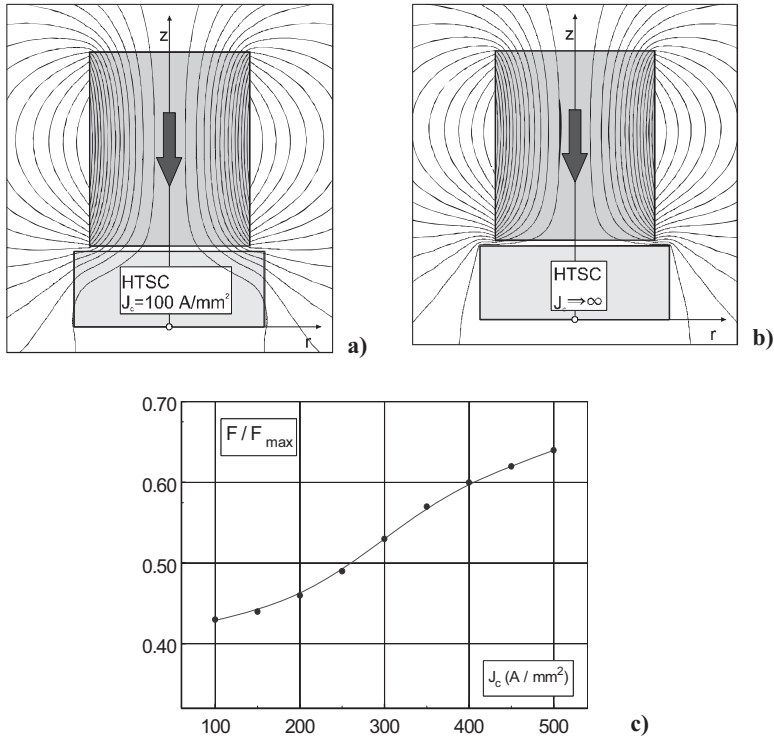 z
HTSC
J_c=100 A/mm²
r
a)
z
HTSC
J_c→∞
r
b)
0.70
F / F_max
0.60
0.50
0.40
J_c (A / mm²)
100 200 300 400 500
c)